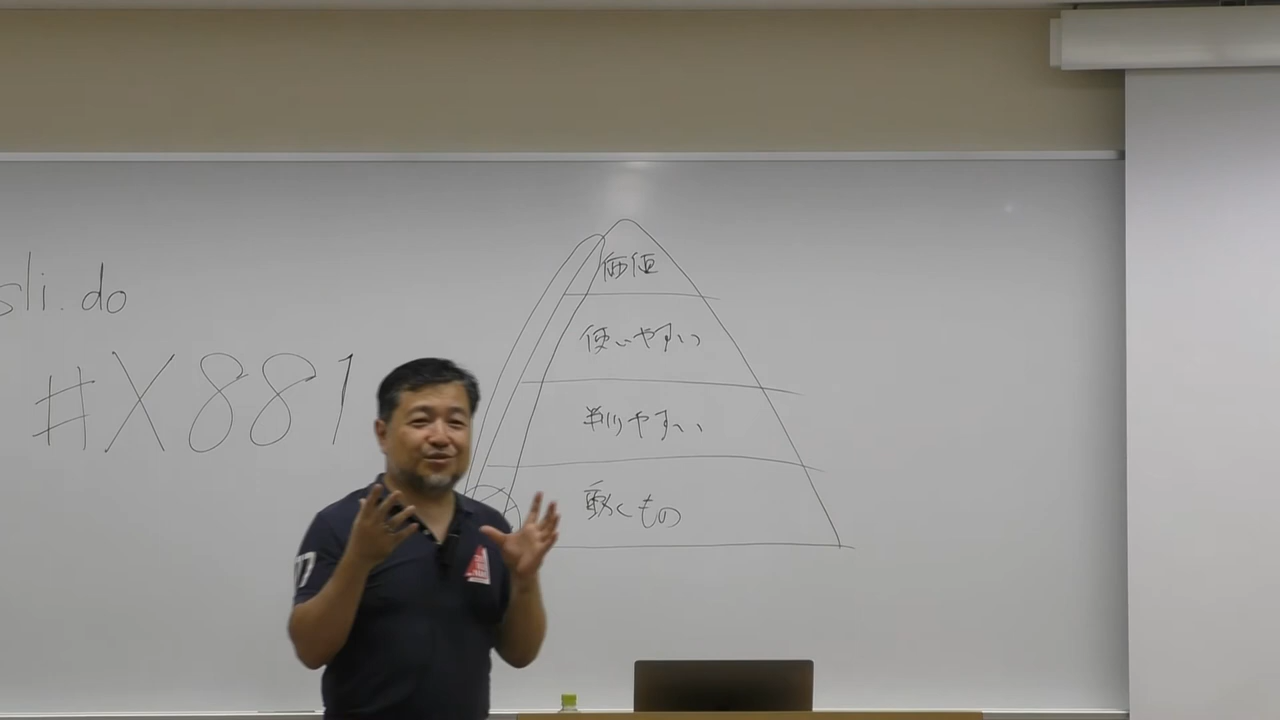 sli.do
#X881
価値
使いやすい
判りやすい
動くもの